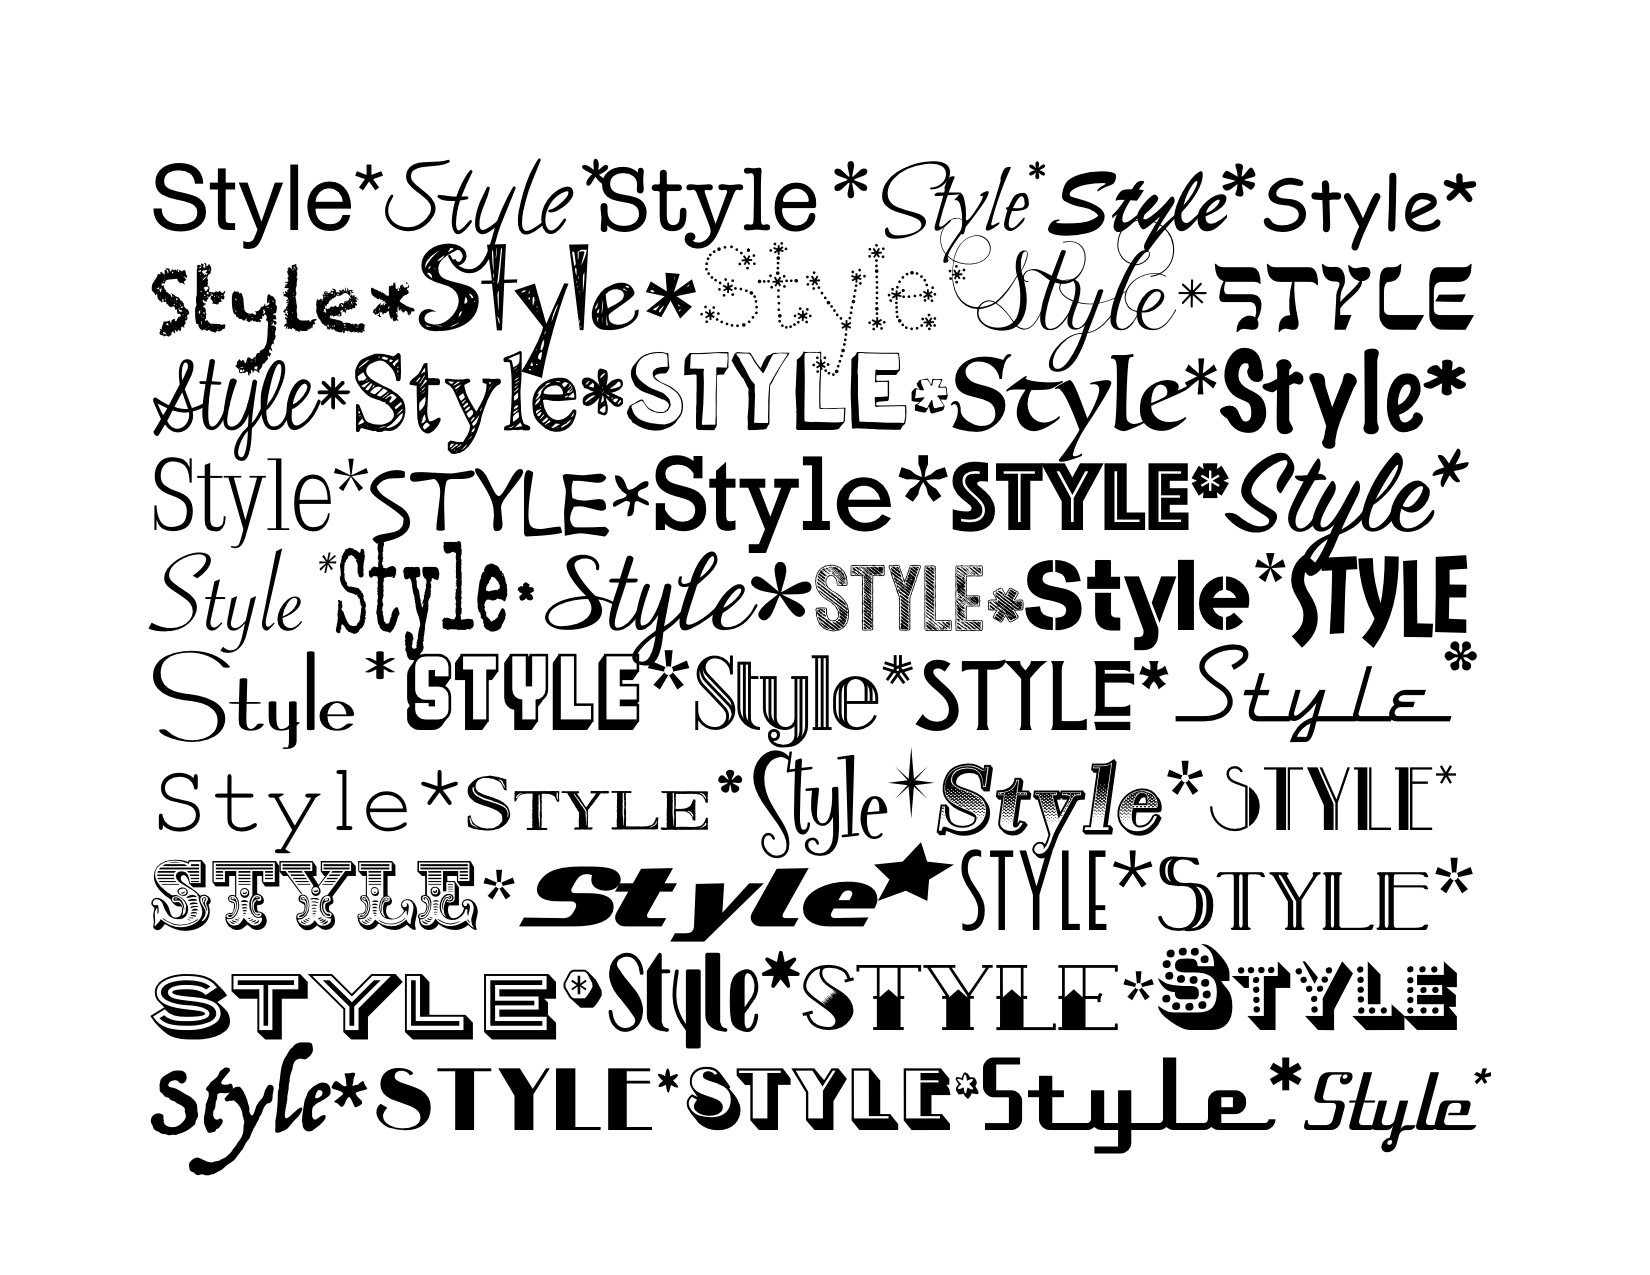 Style*Style*Style*Style*Style*Style*
Style*Style*Style*Style*STYLE
Style*Style*STYLE*Style*Style*
Style*STYLE*Style*STYLE*Style*
Style*Style*Style*STYLE*Style*STYLE
Style*STYLE*Style*STYLE*Style*
Style*STYLE*Style*Style*STYLE*
STYLE*Style*STYLE*STYLE*
STYLE*Style*STYLE*STYLE
Style*STYLE*STYLE*Style*Style*